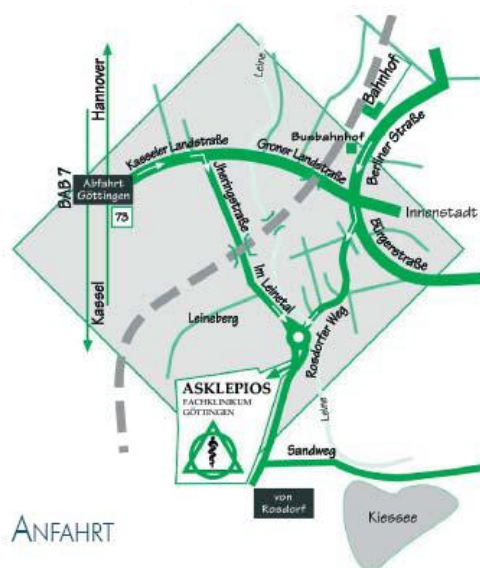 Hannover
BAB 7
Kassel
Abfahrt
Göttingen
73
Kasseler Landstraße
Jheringstraße
Im Leinetal
Leineberg
Leine
Groner Landstraße
Bahnhof
Busbahnhof
Berliner Straße
Innenstadt
Bürgerstraße
Rosdorfer Weg
ASKLEPIOS
FACHKLINIKUM
GÖTTINGEN
Leine
Sandweg
von
Rosdorf
Kiessee
ANFAHRT